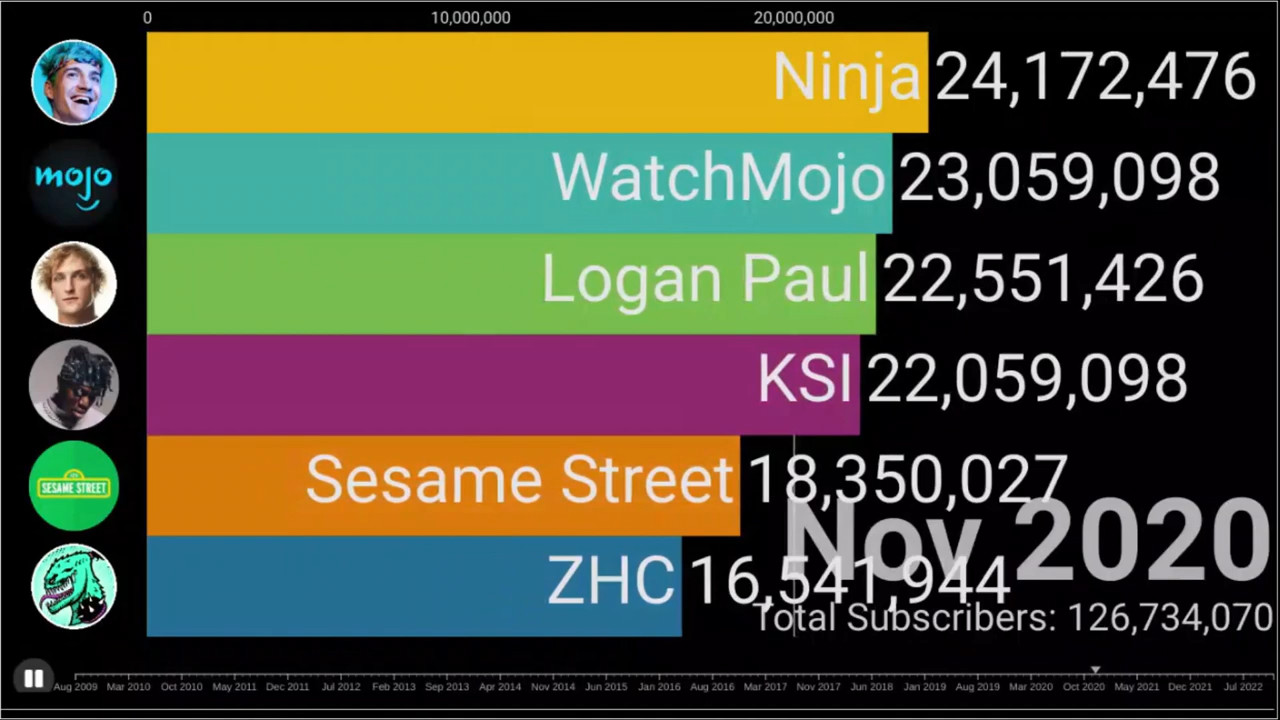 0 10,000,000 20,000,000
Ninja 24,172,476
mojo
WatchMojo 23,059,098
Logan Paul 22,551,426
KSI 22,059,098
SESAME STREET
Sesame Street 18,350,027
Nov 2020
ZHC 16,541,944
Total Subscribers: 126,734,070
Aug 2009 Mar 2010 Oct 2010 May 2011 Dec 2011 Jul 2012 Feb 2013 Sep 2013 Apr 2014 Nov 2014 Jun 2015 Jan 2016 Aug 2016 Mar 2017 Nov 2017 Jun 2018 Jan 2019 Aug 2019 Mar 2020 Oct 2020 May 2021 Dec 2021 Jul 2022